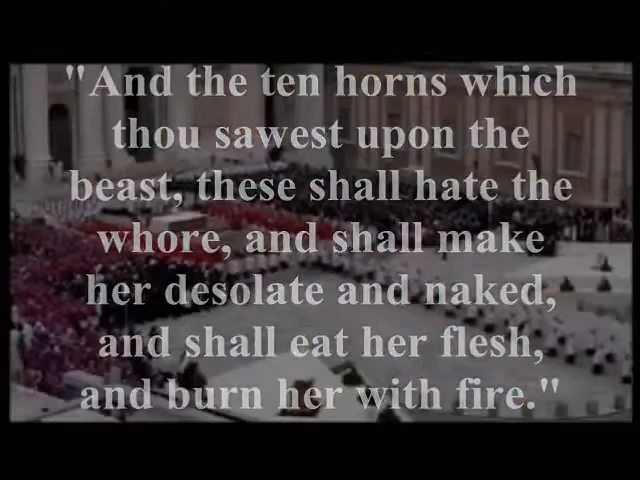 "And the ten horns which
thou sawest upon the
beast, these shall hate the
whore, and shall make
her desolate and naked,
and shall eat her flesh,
and burn her with fire."